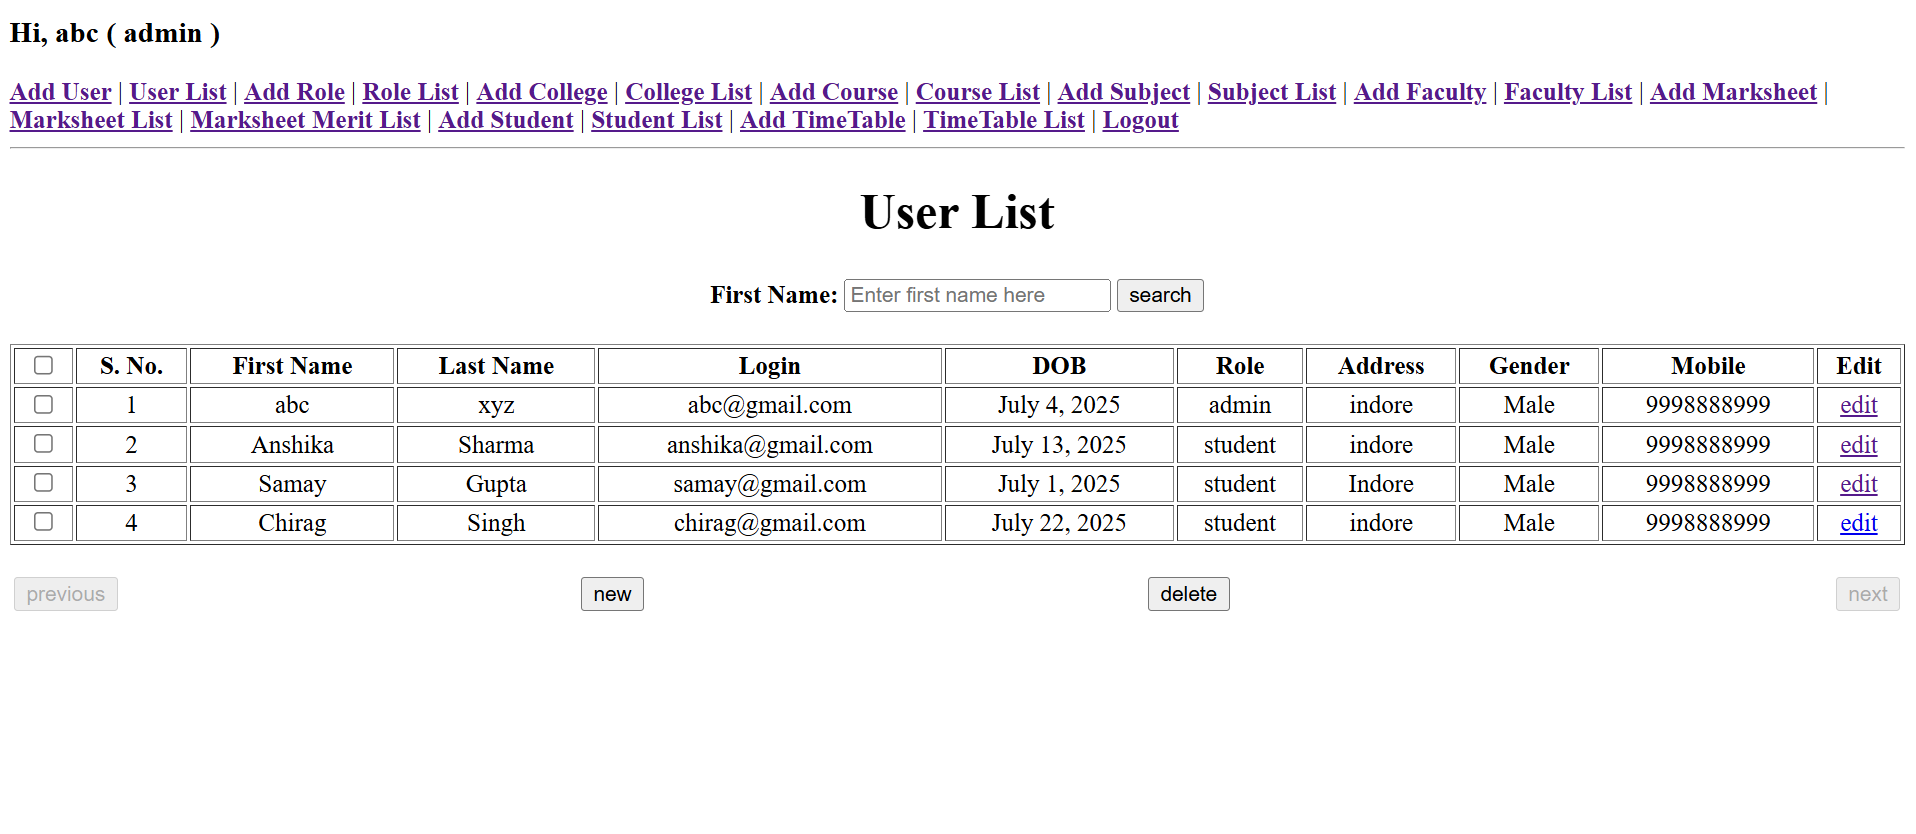 Hi, abc ( admin )
Add User | User List | Add Role | Role List | Add College | College List | Add Course | Course List | Add Subject | Subject List | Add Faculty | Faculty List | Add Marksheet |
Marksheet List | Marksheet Merit List | Add Student | Student List | Add TimeTable | TimeTable List | Logout
User List
First Name: Enter first name here search
S. No. First Name Last Name Login DOB Role Address Gender Mobile Edit
1 abc xyz abc@gmail.com July 4, 2025 admin indore Male 9998888999 edit
2 Anshika Sharma anshika@gmail.com July 13, 2025 student indore Male 9998888999 edit
3 Samay Gupta samay@gmail.com July 1, 2025 student Indore Male 9998888999 edit
4 Chirag Singh chirag@gmail.com July 22, 2025 student indore Male 9998888999 edit
previous new delete next